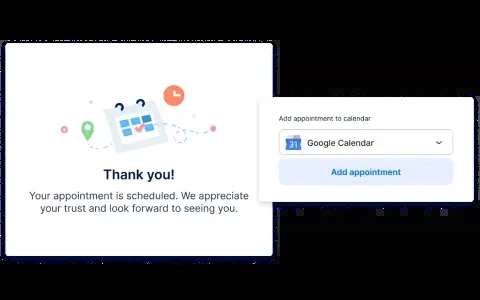 Thank you!
Your appointment is scheduled. We appreciate
your trust and look forward to seeing you.
Add appointment to calendar
31
Google Calendar
Add appointment